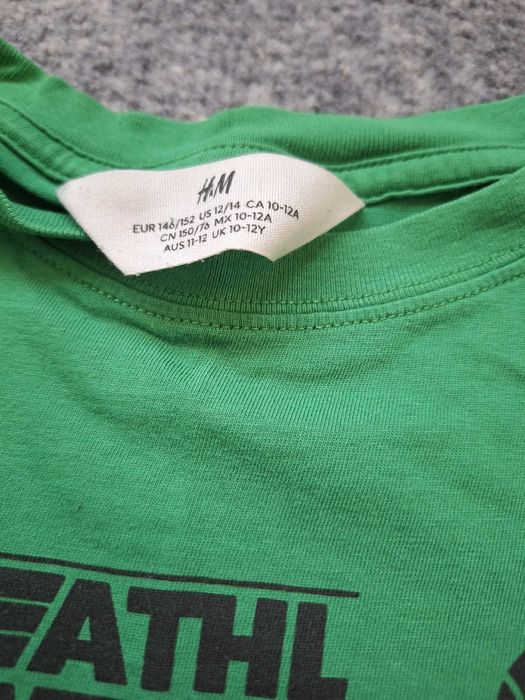 H&M
EUR 146/152 US 12/14 CA 10-12A
CN 150/76 MX 10-12A
AUS 11-12 UK 10-12Y
EATHL